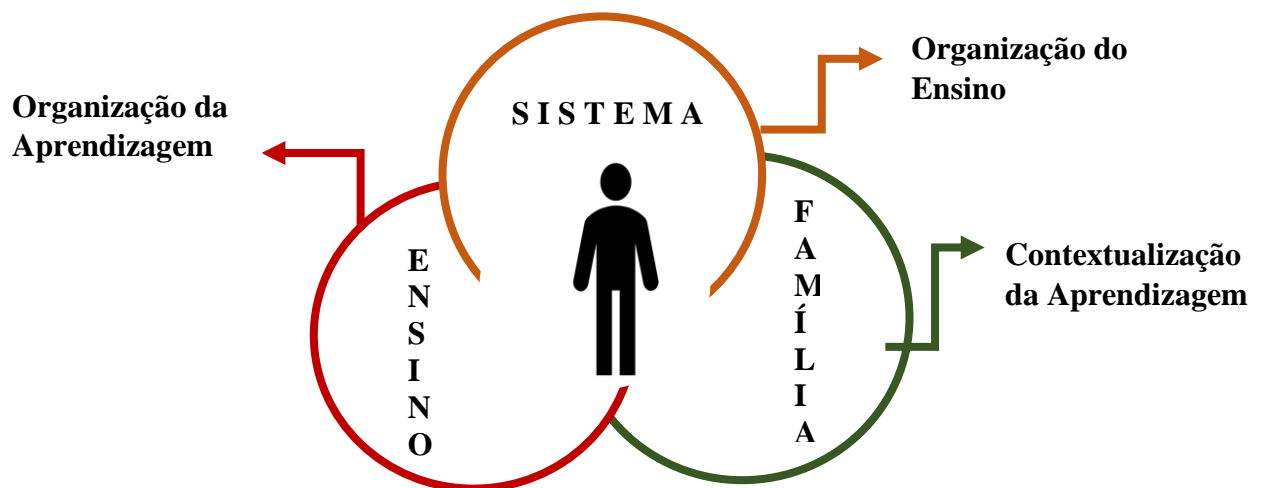 Organização do
Ensino
Organização da
Aprendizagem
S I S T E M A
E
N
S
I
N
O
F
A
M
Í
L
I
A
Contextualização
da Aprendizagem